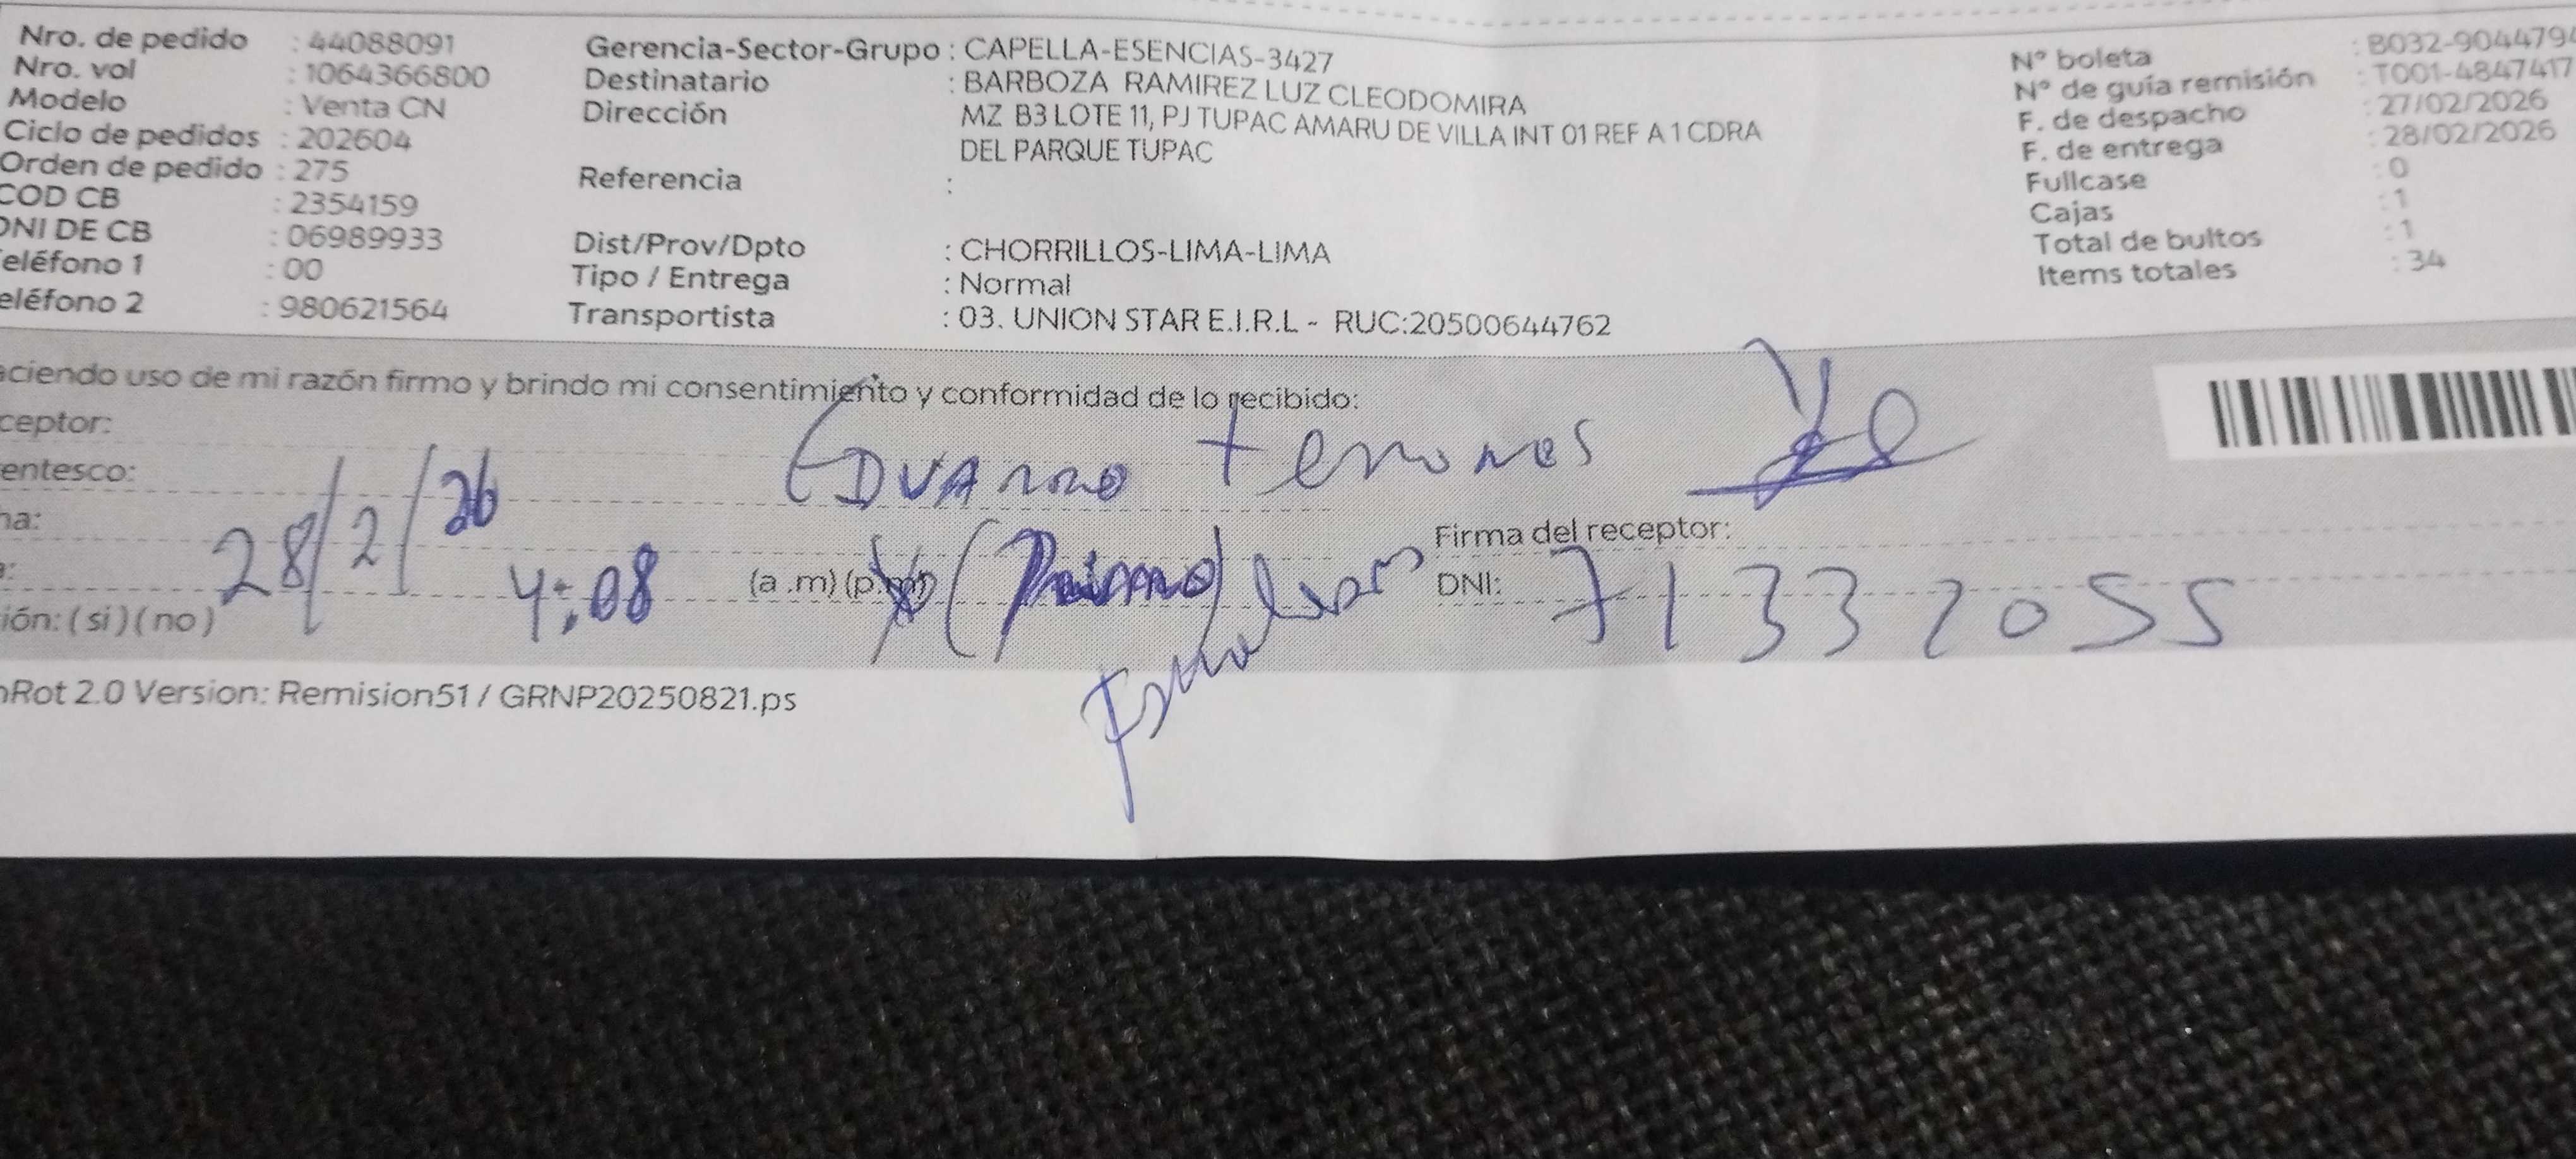 Nro. de pedido : 44088091
Nro. vol : 1064366800
Modelo : Venta CN
Ciclo de pedidos : 202604
Orden de pedido : 275
COD CB : 2354159
DNI DE CB : 06989933
eléfono 1 : 00
eléfono 2 : 980621564
Gerencia-Sector-Grupo : CAPELLA-ESENCIAS-3427
Destinatario : BARBOZA RAMIREZ LUZ CLEODOMIRA
Dirección MZ B3 LOTE 11, PJ TUPAC AMARU DE VILLA INT 01 REF A 1 CDRA
DEL PARQUE TUPAC
Referencia :
Dist/Prov/Dpto : CHORRILLOS-LIMA-LIMA
Tipo / Entrega : Normal
Transportista : 03. UNION STAR E.I.R.L - RUC:20500644762
N° boleta : B032-9044794
N° de guía remisión : T001-4847417
F. de despacho : 27/02/2026
F. de entrega : 28/02/2026
Fullcase : 0
Cajas : 1
Total de bultos : 1
Items totales : 34
aciendo uso de mi razón firmo y brindo mi consentimiento y conformidad de lo recibido:
ceptor: EDUARDO terrones
entesco:
ha: 28/2/26
a: 4:08 (a .m) (p.m) (Primo)
Firma del receptor:
DNI: 71332055
ión: ( si ) ( no )
nRot 2.0 Version: Remision51 / GRNP20250821.ps